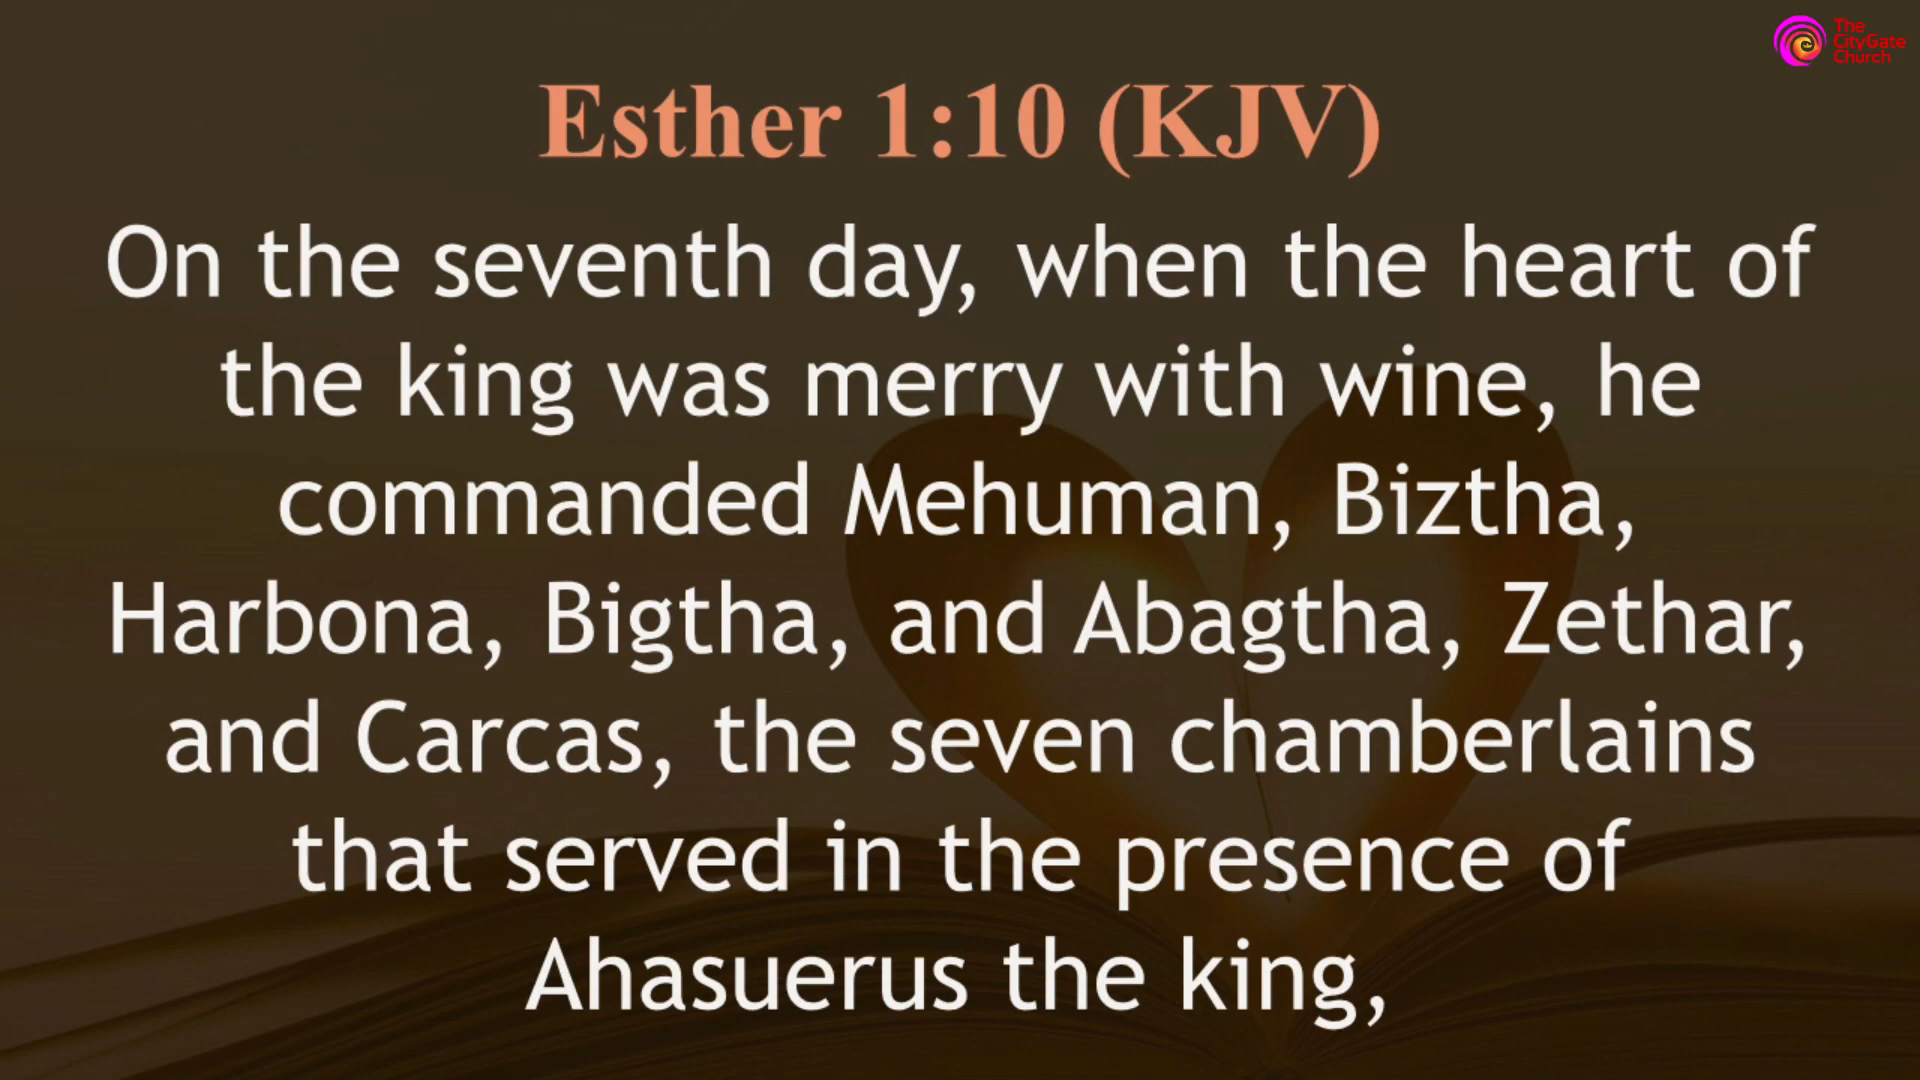 The
CityGate
Church
Esther 1:10 (KJV)
On the seventh day, when the heart of
the king was merry with wine, he
commanded Mehuman, Biztha,
Harbona, Bigtha, and Abagtha, Zethar,
and Carcas, the seven chamberlains
that served in the presence of
Ahasuerus the king,